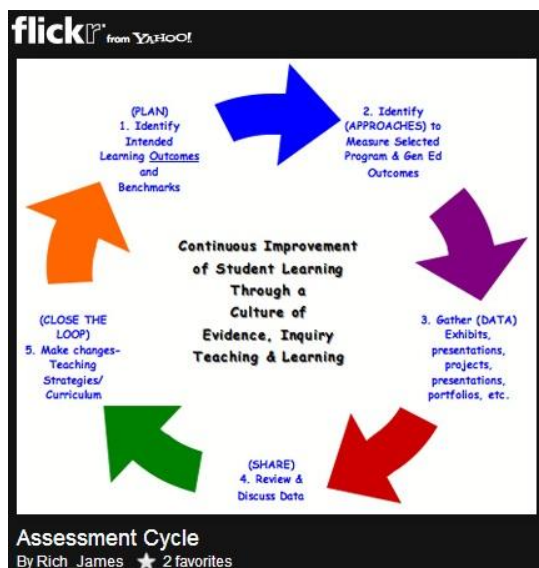 flickr from YAHOO!
(PLAN)
1. Identify
Intended
Learning Outcomes
and
Benchmarks
2. Identify
(APPROACHES) to
Measure Selected
Program & Gen Ed
Outcomes
Continuous Improvement
of Student Learning
Through a
Culture of
Evidence, Inquiry
Teaching & Learning
3. Gather (DATA)
Exhibits,
presentations,
projects,
presentations,
portfolios, etc.
(SHARE)
4. Review &
Discuss Data
(CLOSE THE
LOOP)
5. Make changes-
Teaching
Strategies/
Curriculum
Assessment Cycle
By Rich James ★ 2 favorites